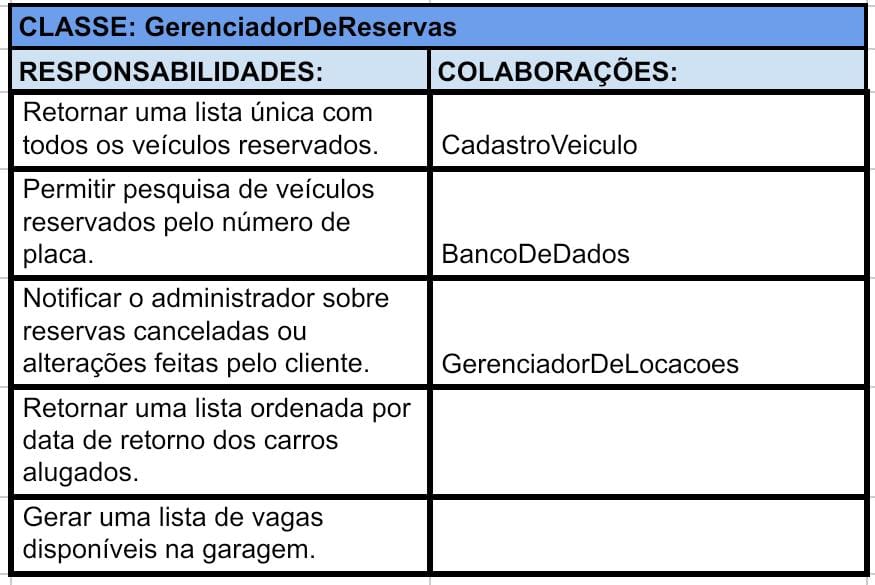 CLASSE: GerenciadorDeReservas
RESPONSABILIDADES:
COLABORAÇÕES:
Retornar uma lista única com
todos os veículos reservados.
CadastroVeiculo
Permitir pesquisa de veículos
reservados pelo número de
placa.
BancoDeDados
Notificar o administrador sobre
reservas canceladas ou
alterações feitas pelo cliente.
GerenciadorDeLocacoes
Retornar uma lista ordenada por
data de retorno dos carros
alugados.
Gerar uma lista de vagas
disponíveis na garagem.